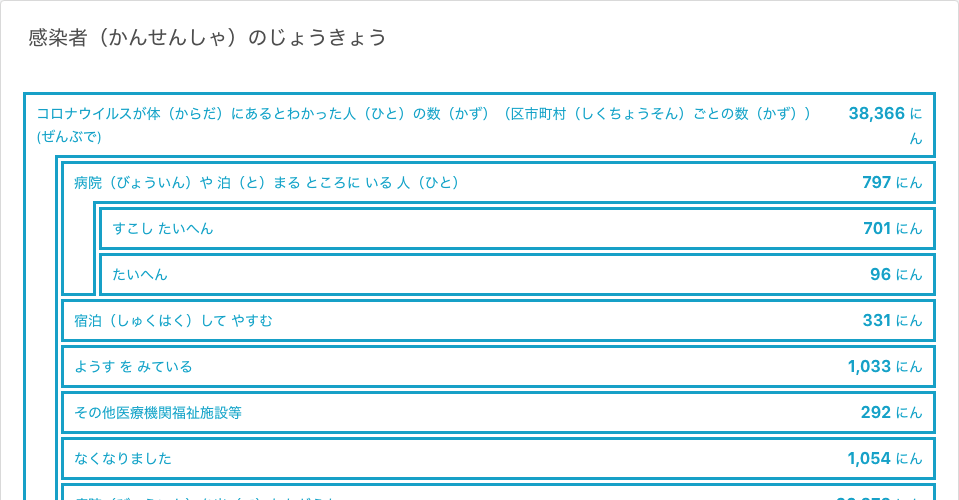 感染者（かんせんしゃ）のじょうきょう
コロナウイルスが体（からだ）にあるとわかった人（ひと）の数（かず）（区市町村（しくちょうそん）ごとの数（かず）） 38,366 に
(ぜんぶで) ん
病院（びょういん）や 泊（と）まる ところに いる 人（ひと） 797 にん
すこし たいへん 701 にん
たいへん 96 にん
宿泊（しゅくはく）して やすむ 331 にん
ようす を みている 1,033 にん
その他医療機関福祉施設等 292 にん
なくなりました 1,054 にん